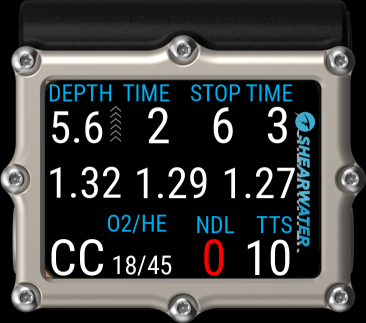 DEPTH TIME STOP TIME
5.6 2 6 3
1.32 1.29 1.27
O2/HE NDL TTS
CC 18/45 0 10
SHEARWATER